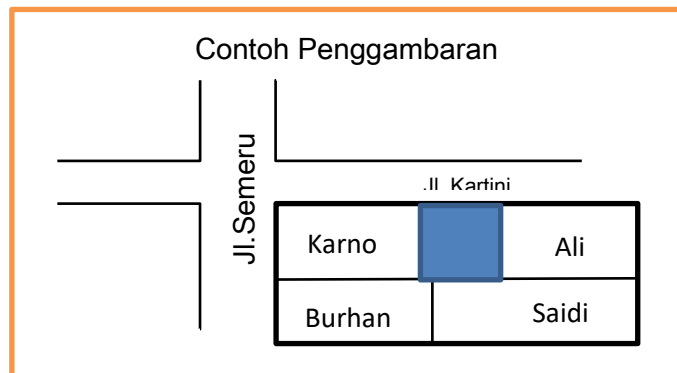 Contoh Penggambaran
Jl.Semeru
Jl. Kartini
Karno
Ali
Burhan
Saidi